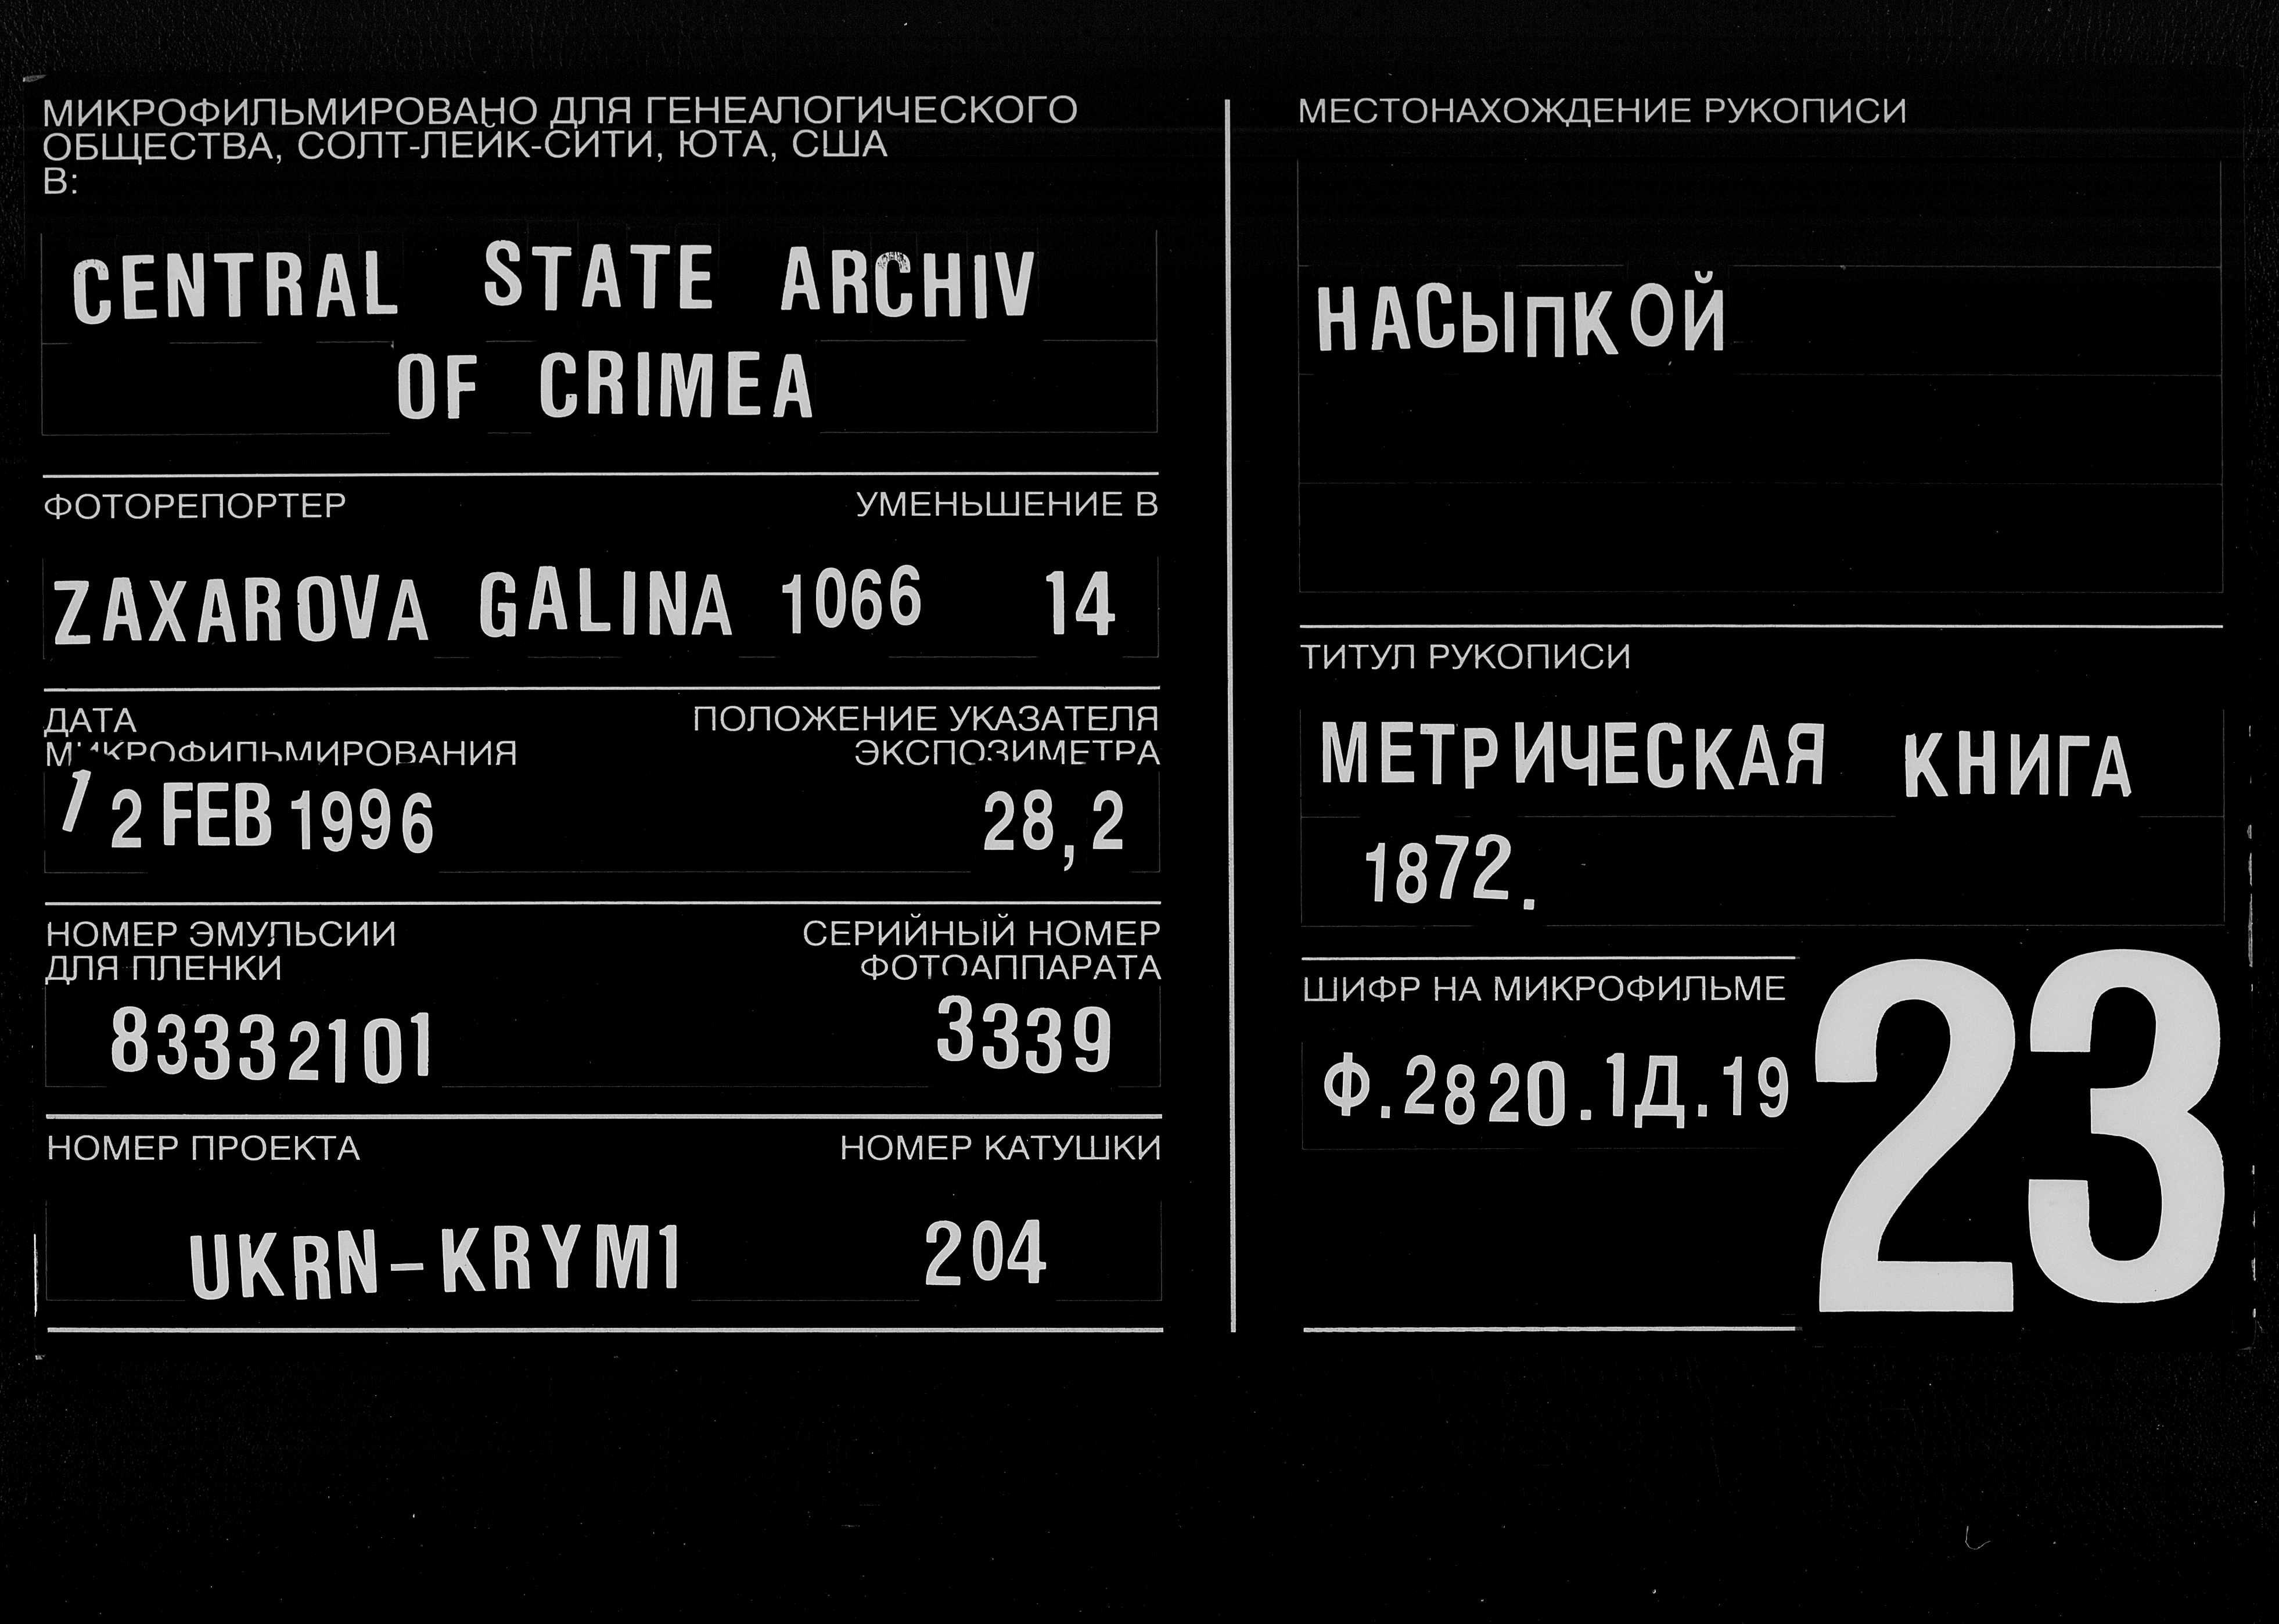 МИКРОФИЛЬМИРОВАНО ДЛЯ ГЕНЕАЛОГИЧЕСКОГО
ОБЩЕСТВА, СОЛТ-ЛЕЙК-СИТИ, ЮТА, США
В:
CENTRAL STATE ARCHIV
OF CRIMEA
ФОТОРЕПОРТЕР УМЕНЬШЕНИЕ В
ZAXAROVA GALINA 1066 14
ДАТА ПОЛОЖЕНИЕ УКАЗАТЕЛЯ
МИКРОФИЛЬМИРОВАНИЯ ЭКСПОЗИМЕТРА
12 FEB 1996 28,2
НОМЕР ЭМУЛЬСИИ СЕРИЙНЫЙ НОМЕР
ДЛЯ ПЛЕНКИ ФОТОАППАРАТА
83332101 3339
НОМЕР ПРОЕКТА НОМЕР КАТУШКИ
UKRN-KRYM1 204
МЕСТОНАХОЖДЕНИЕ РУКОПИСИ
НАСЫПКОЙ
ТИТУЛ РУКОПИСИ
МЕТРИЧЕСКАЯ КНИГА
1872.
ШИФР НА МИКРОФИЛЬМЕ
Ф.2820.1Д.19
23